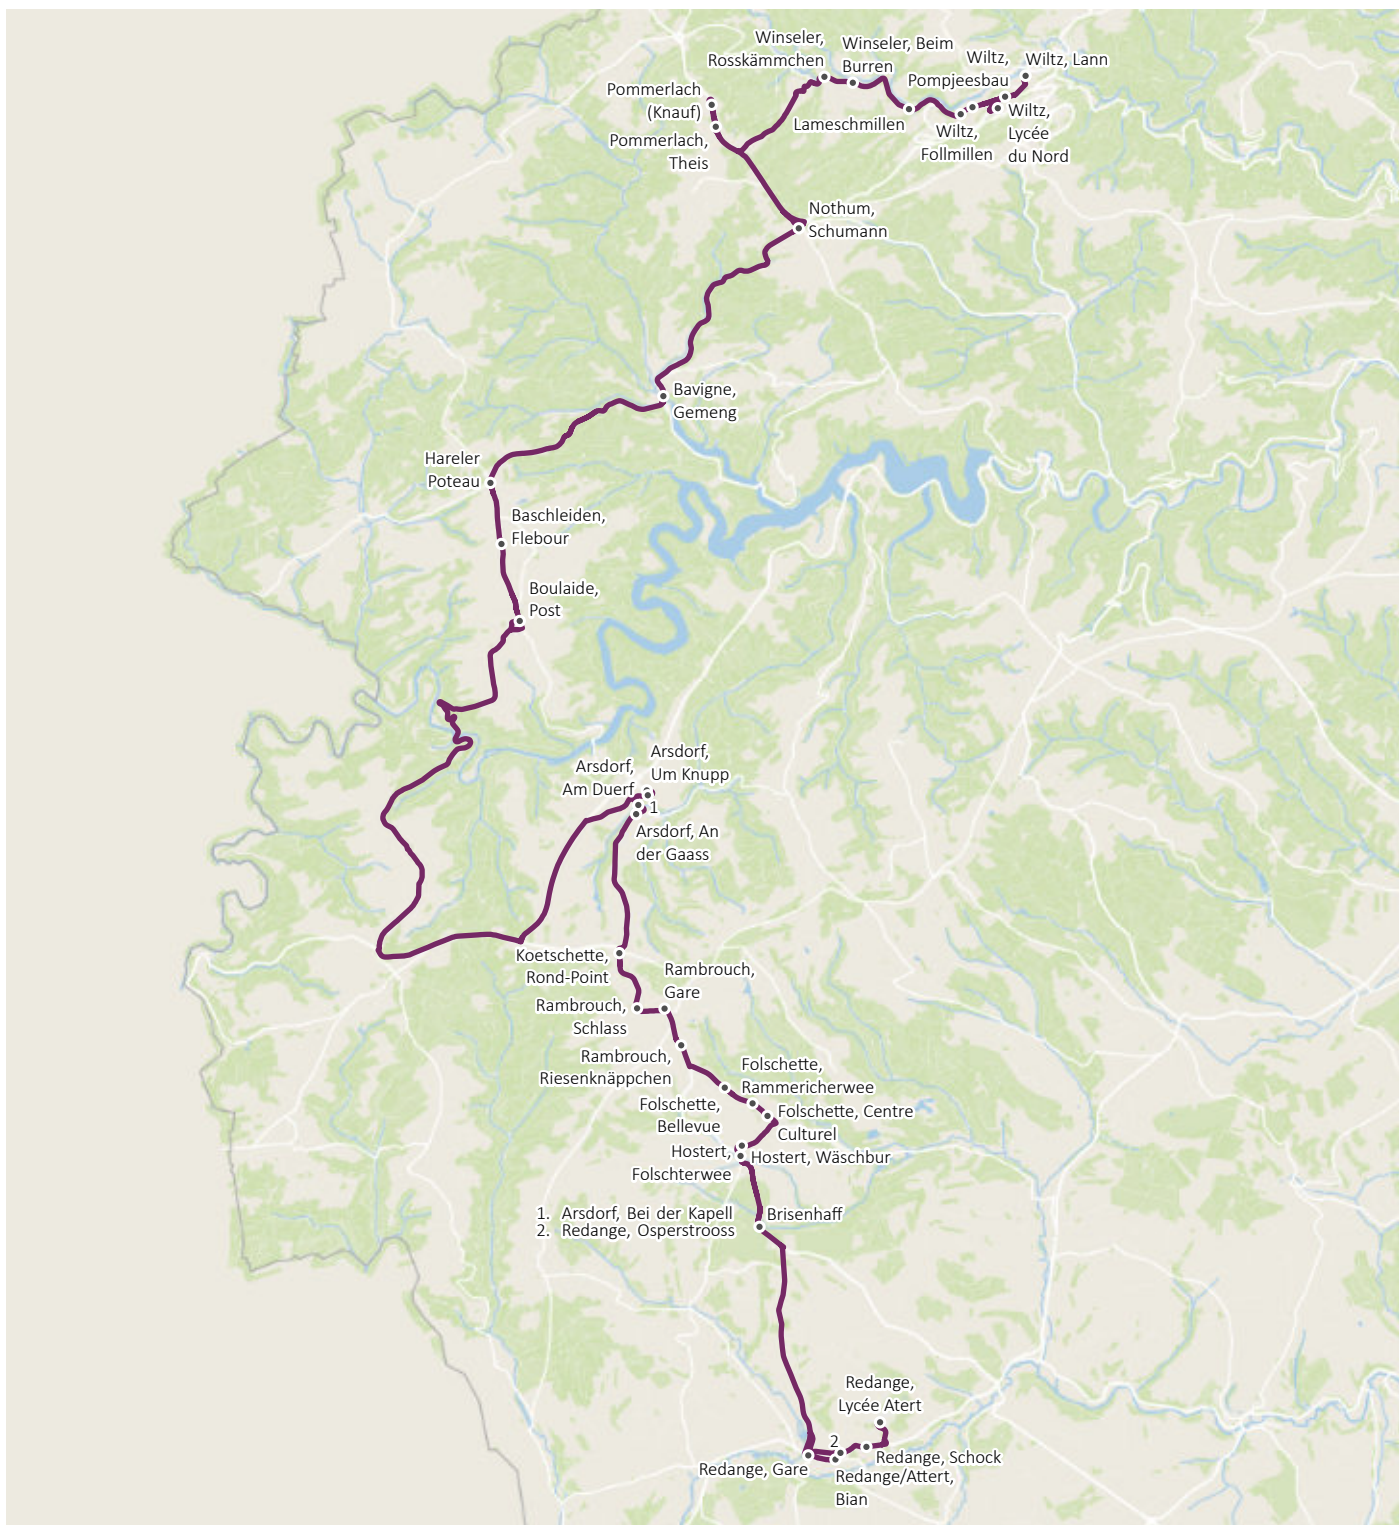 Winseler,
Rosskämmchen
Winseler, Beim
Burren
Wiltz,
Pompjeesbau
Wiltz, Lann
Pommerlach
(Knauf)
Pommerlach,
Theis
Lameschmillen
Wiltz,
Follmillen
Wiltz,
Lycée
du Nord
Nothum,
Schumann
Bavigne,
Gemeng
Hareler
Poteau
Baschleiden,
Flebour
Boulaide,
Post
Arsdorf,
Um Knupp
Arsdorf,
Am Duerf
1
Arsdorf, An
der Gaass
Koetschette,
Rond-Point
Rambrouch,
Gare
Rambrouch,
Schlass
Rambrouch,
Riesenknäppchen
Folschette,
Rammericherwee
Folschette,
Bellevue
Folschette, Centre
Culturel
Hostert,
Folschterwee
Hostert, Wäschbur
1. Arsdorf, Bei der Kapell
2. Redange, Osperstrooss
Brisenhaff
Redange,
Lycée Atert
2
Redange, Schock
Redange, Gare
Redange/Attert,
Bian